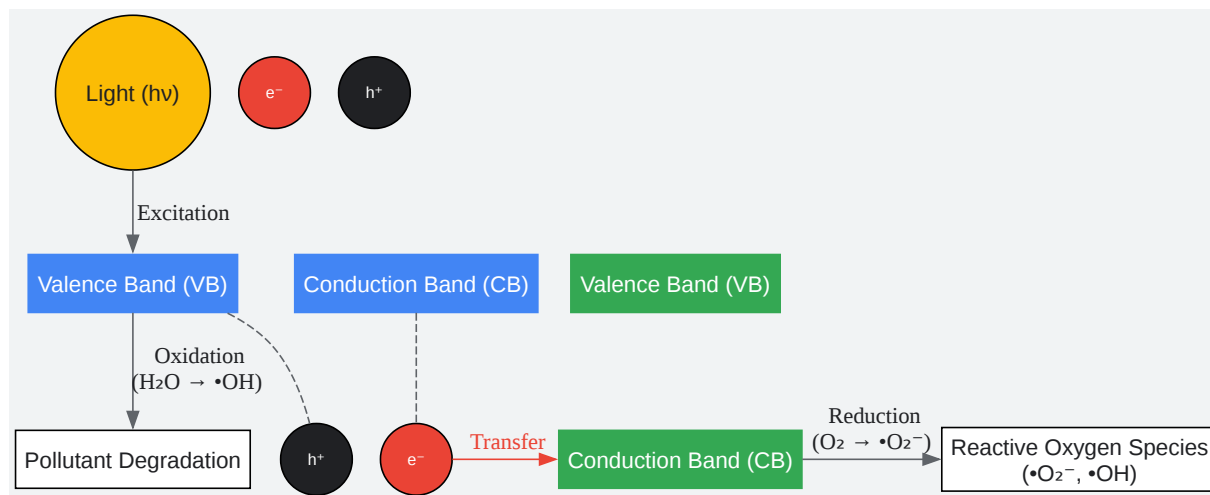 Light (hν)
e⁻
h⁺
Excitation
Valence Band (VB)
Conduction Band (CB)
Valence Band (VB)
Oxidation
(H₂O → •OH)
Reduction
(O₂ → •O₂⁻)
Pollutant Degradation
h⁺
e⁻
Transfer
Conduction Band (CB)
Reactive Oxygen Species
(•O₂⁻, •OH)